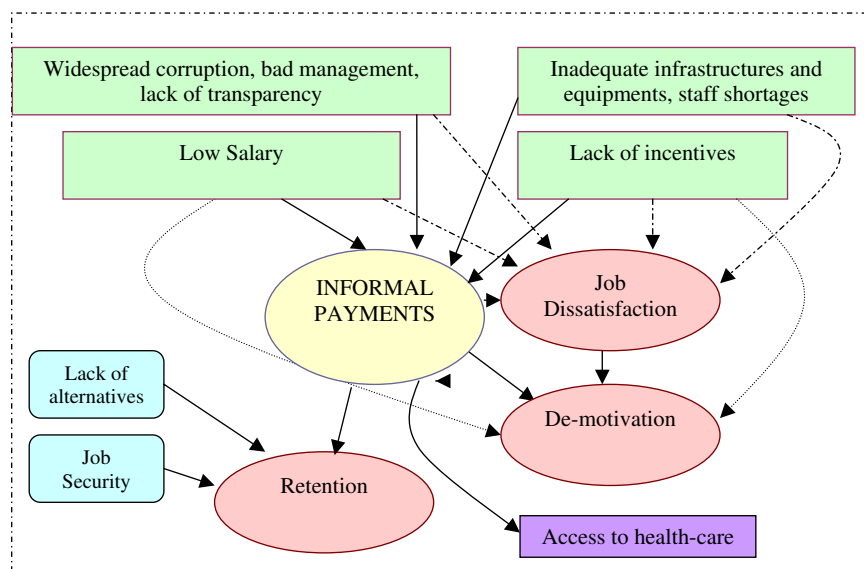 Widespread corruption, bad management,
lack of transparency
Inadequate infrastructures and
equipments, staff shortages
Low Salary
Lack of incentives
INFORMAL
PAYMENTS
Job
Dissatisfaction
Lack of
alternatives
De-motivation
Job
Security
Retention
Access to health-care